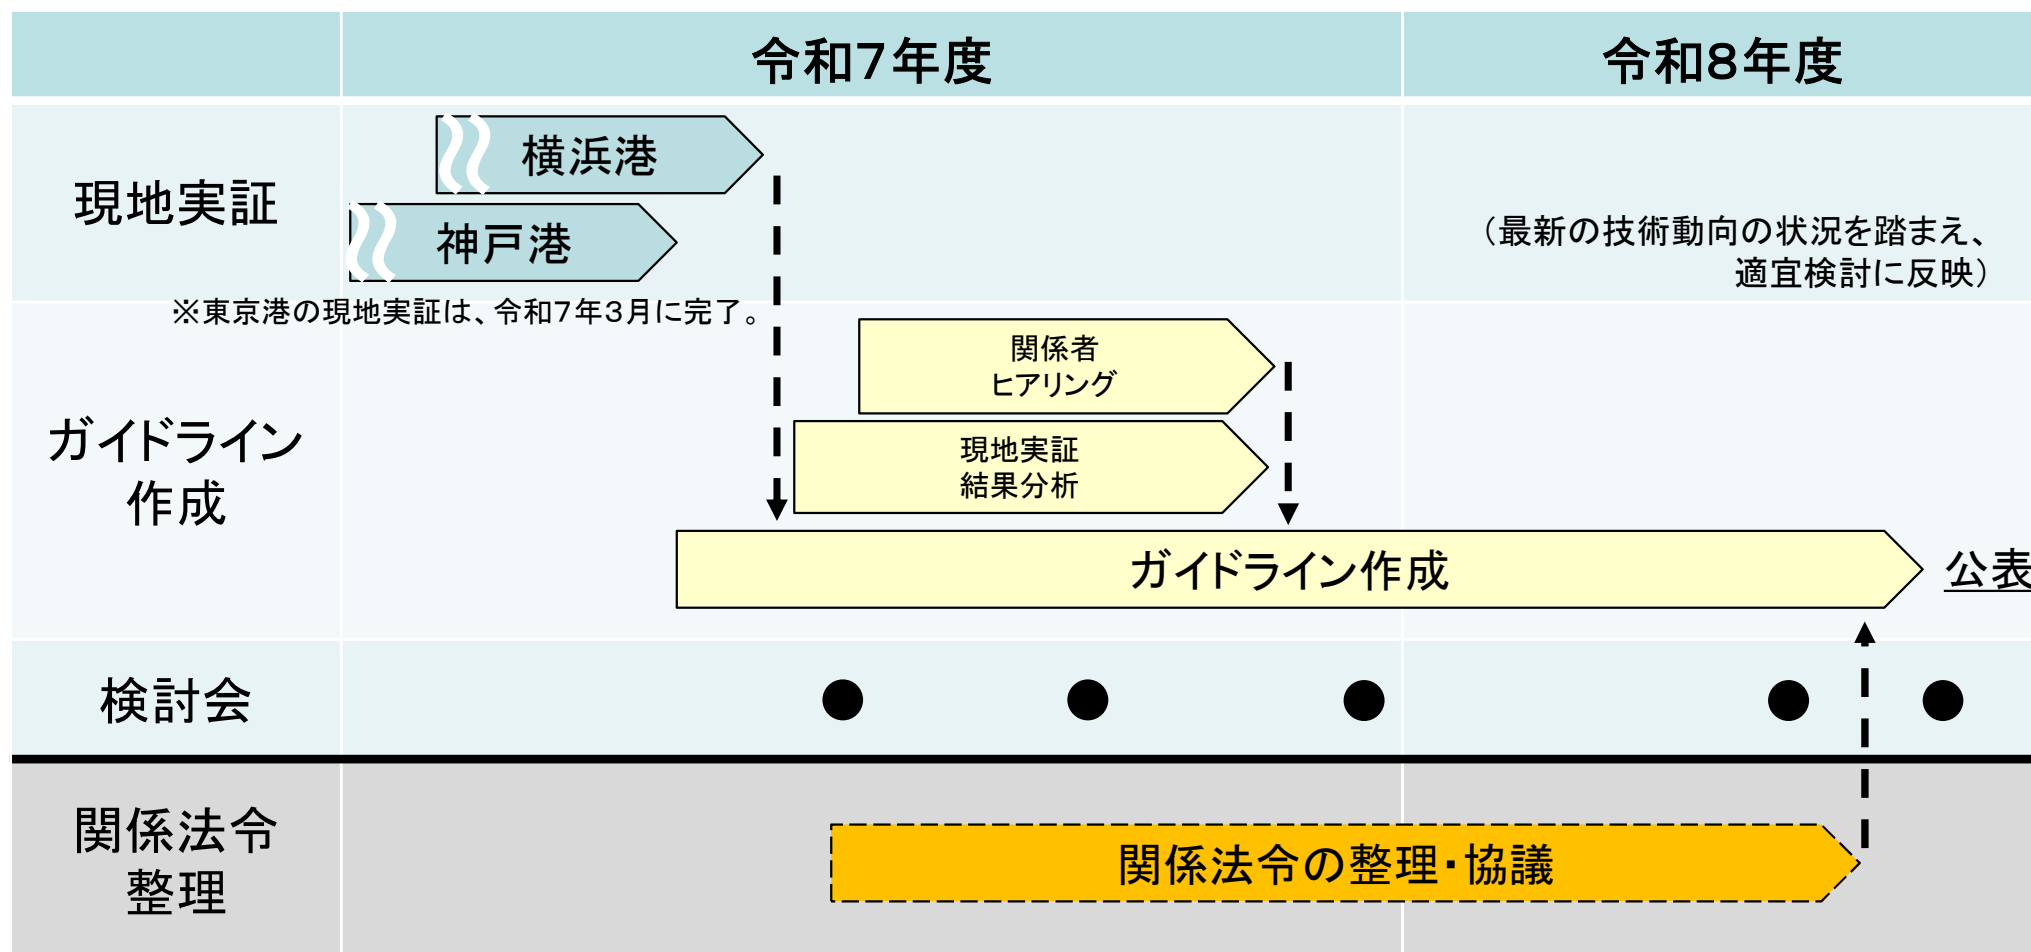 令和７年度
令和８年度
現地実証
横浜港
神戸港
（最新の技術動向の状況を踏まえ、
適宜検討に反映）
※東京港の現地実証は、令和７年３月に完了。
ガイドライン
作成
関係者
ヒアリング
現地実証
結果分析
ガイドライン作成
公表
検討会
関係法令
整理
関係法令の整理・協議